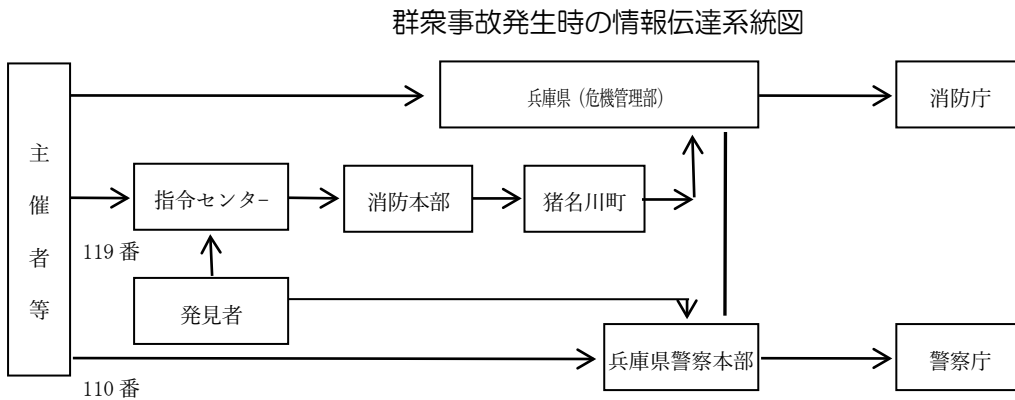 群衆事故発生時の情報伝達系統図
主催者等
兵庫県（危機管理部）
消防庁
指令センター
消防本部
猪名川町
119 番
発見者
兵庫県警察本部
警察庁
110 番